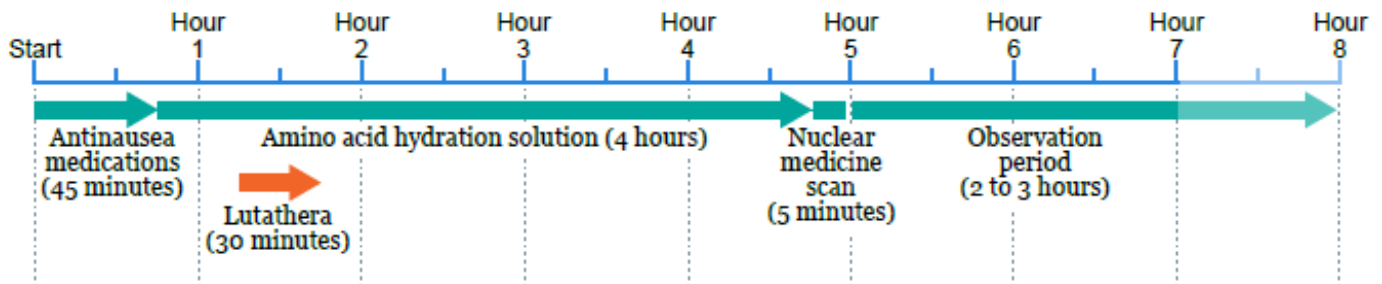 Start
Hour
1
Hour
2
Hour
3
Hour
4
Hour
5
Hour
6
Hour
7
Hour
8
Antinausea
medications
(45 minutes)
Amino acid hydration solution (4 hours)
Lutathera
(30 minutes)
Nuclear
medicine
scan
(5 minutes)
Observation
period
(2 to 3 hours)